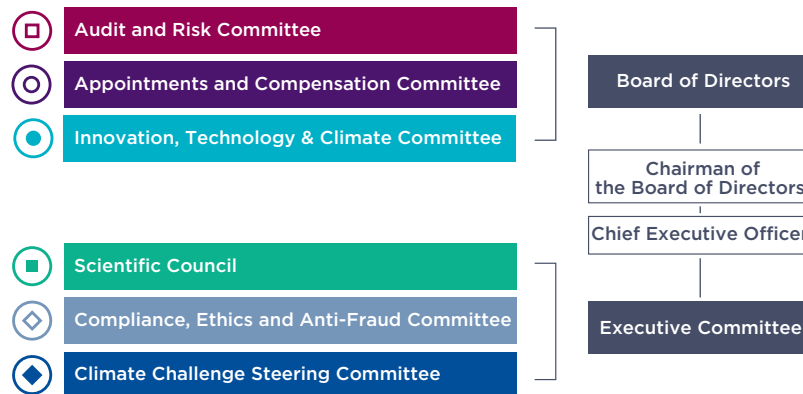 Audit and Risk Committee
Appointments and Compensation Committee
Innovation, Technology & Climate Committee
Board of Directors
Chairman of
the Board of Directors
Chief Executive Officer
Scientific Council
Compliance, Ethics and Anti-Fraud Committee
Executive Committee
Climate Challenge Steering Committee